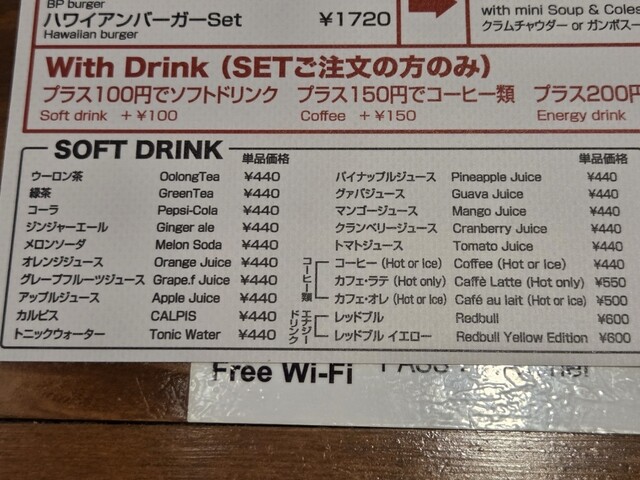 BP burger
ハワイアンバーガーSet ¥1720
Hawaiian burger
with mini Soup &
クラムチャウダー or ガンボスー
With Drink（SETご注文の方のみ）
プラス100円でソフトドリンク プラス150円でコーヒー類 プラス200円
Soft drink +¥100 Coffee +¥150 Energy drink
SOFT DRINK 単品価格 単品価格
ウーロン茶 OolongTea ¥440
緑茶 GreenTea ¥440
コーラ Pepsi-Cola ¥440
ジンジャーエール Ginger ale ¥440
メロンソーダ Melon Soda ¥440
オレンジジュース Orange Juice ¥440
グレープフルーツジュース Grape.f Juice ¥440
アップルジュース Apple Juice ¥440
カルピス CALPIS ¥440
トニックウォーター Tonic Water ¥440
パイナップルジュース Pineapple Juice ¥440
グァバジュース Guava Juice ¥440
マンゴージュース Mango Juice ¥440
クランベリージュース Cranberry Juice ¥440
トマトジュース Tomato Juice ¥440
コーヒー類
コーヒー (Hot or Ice) Coffee (Hot or Ice) ¥440
カフェ・ラテ (Hot only) Caffè Latte (Hot only) ¥550
カフェ・オレ (Hot or Ice) Café au lait (Hot or Ice) ¥500
エナジードリンク
レッドブル Redbull ¥600
レッドブル イエロー Redbull Yellow Edition ¥600
Free Wi-Fi